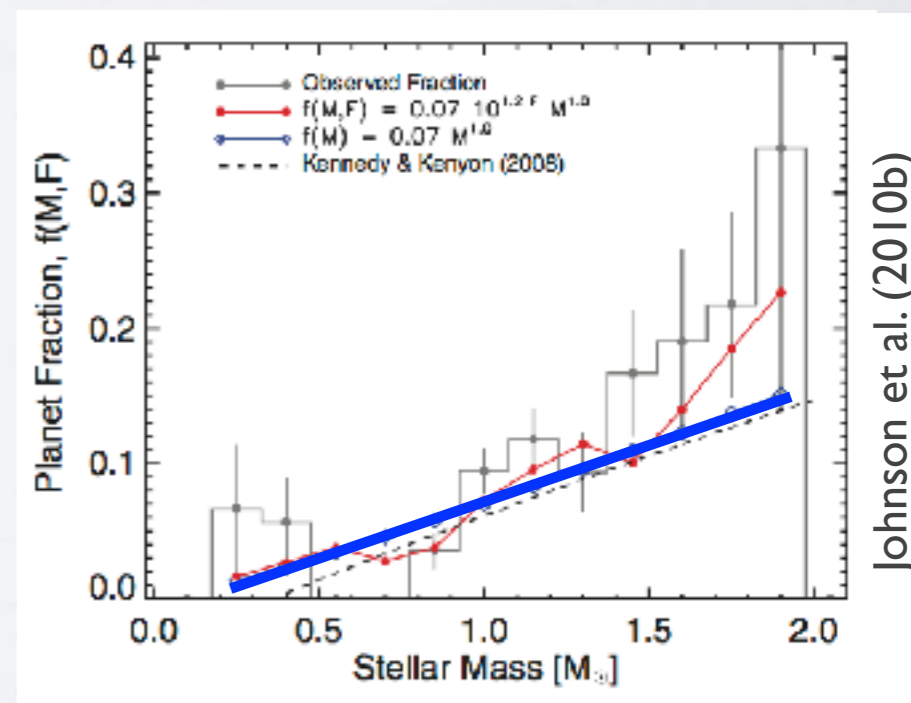 0.4
0.3
0.2
0.1
0.0
Planet Fraction, f(M,F)
Observed Fraction
f(M,F) = 0.07 10^1.2 F M^1.0
f(M) = 0.07 M^1.0
Kennedy & Kenyon (2008)
0.0 0.5 1.0 1.5 2.0
Stellar Mass [M☉]
Johnson et al. (2010b)